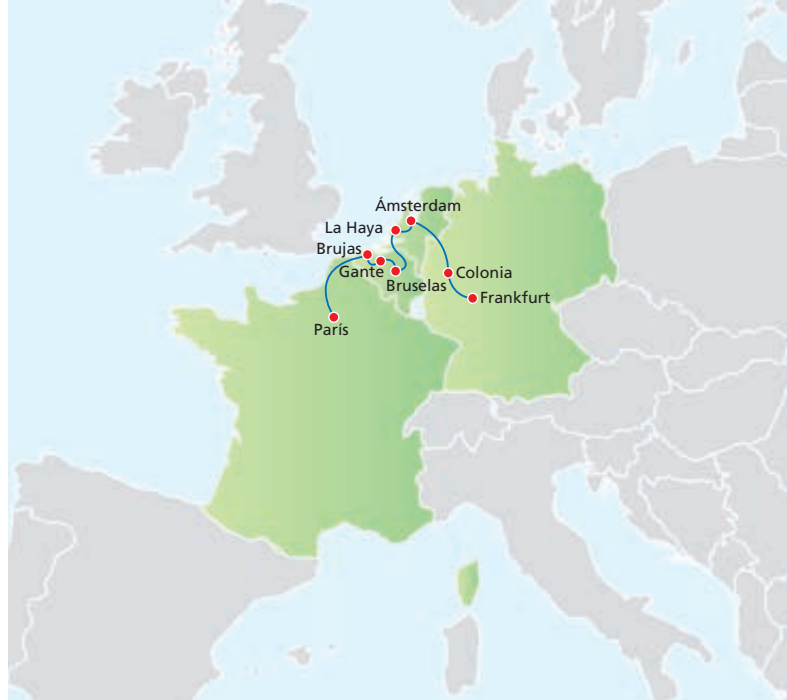 Ámsterdam
La Haya
Brujas
Gante
Colonia
Bruselas
Frankfurt
París